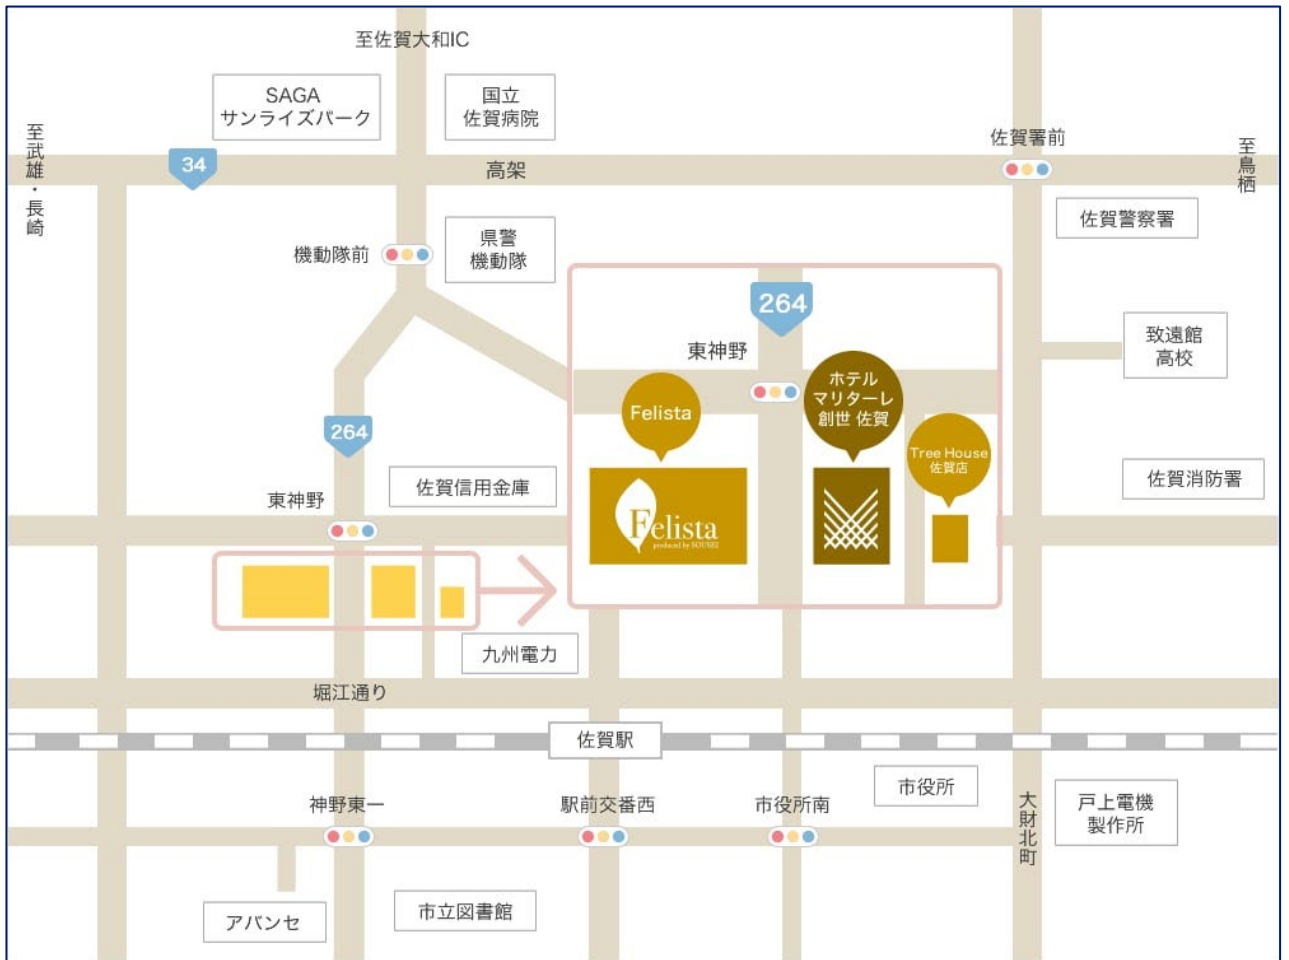 至佐賀大和IC
SAGA
サンライズパーク
国立
佐賀病院
至武雄・長崎
34
高架
佐賀署前
至鳥栖
佐賀警察署
機動隊前
県警
機動隊
264
東神野
致遠館
高校
ホテル
マリターレ
創世 佐賀
Felista
264
Tree House
佐賀店
佐賀信用金庫
佐賀消防署
東神野
Felista
produced by SOUSEI
九州電力
堀江通り
佐賀駅
市役所
神野東一
駅前交番西
市役所南
大財北町
戸上電機
製作所
アバンセ
市立図書館